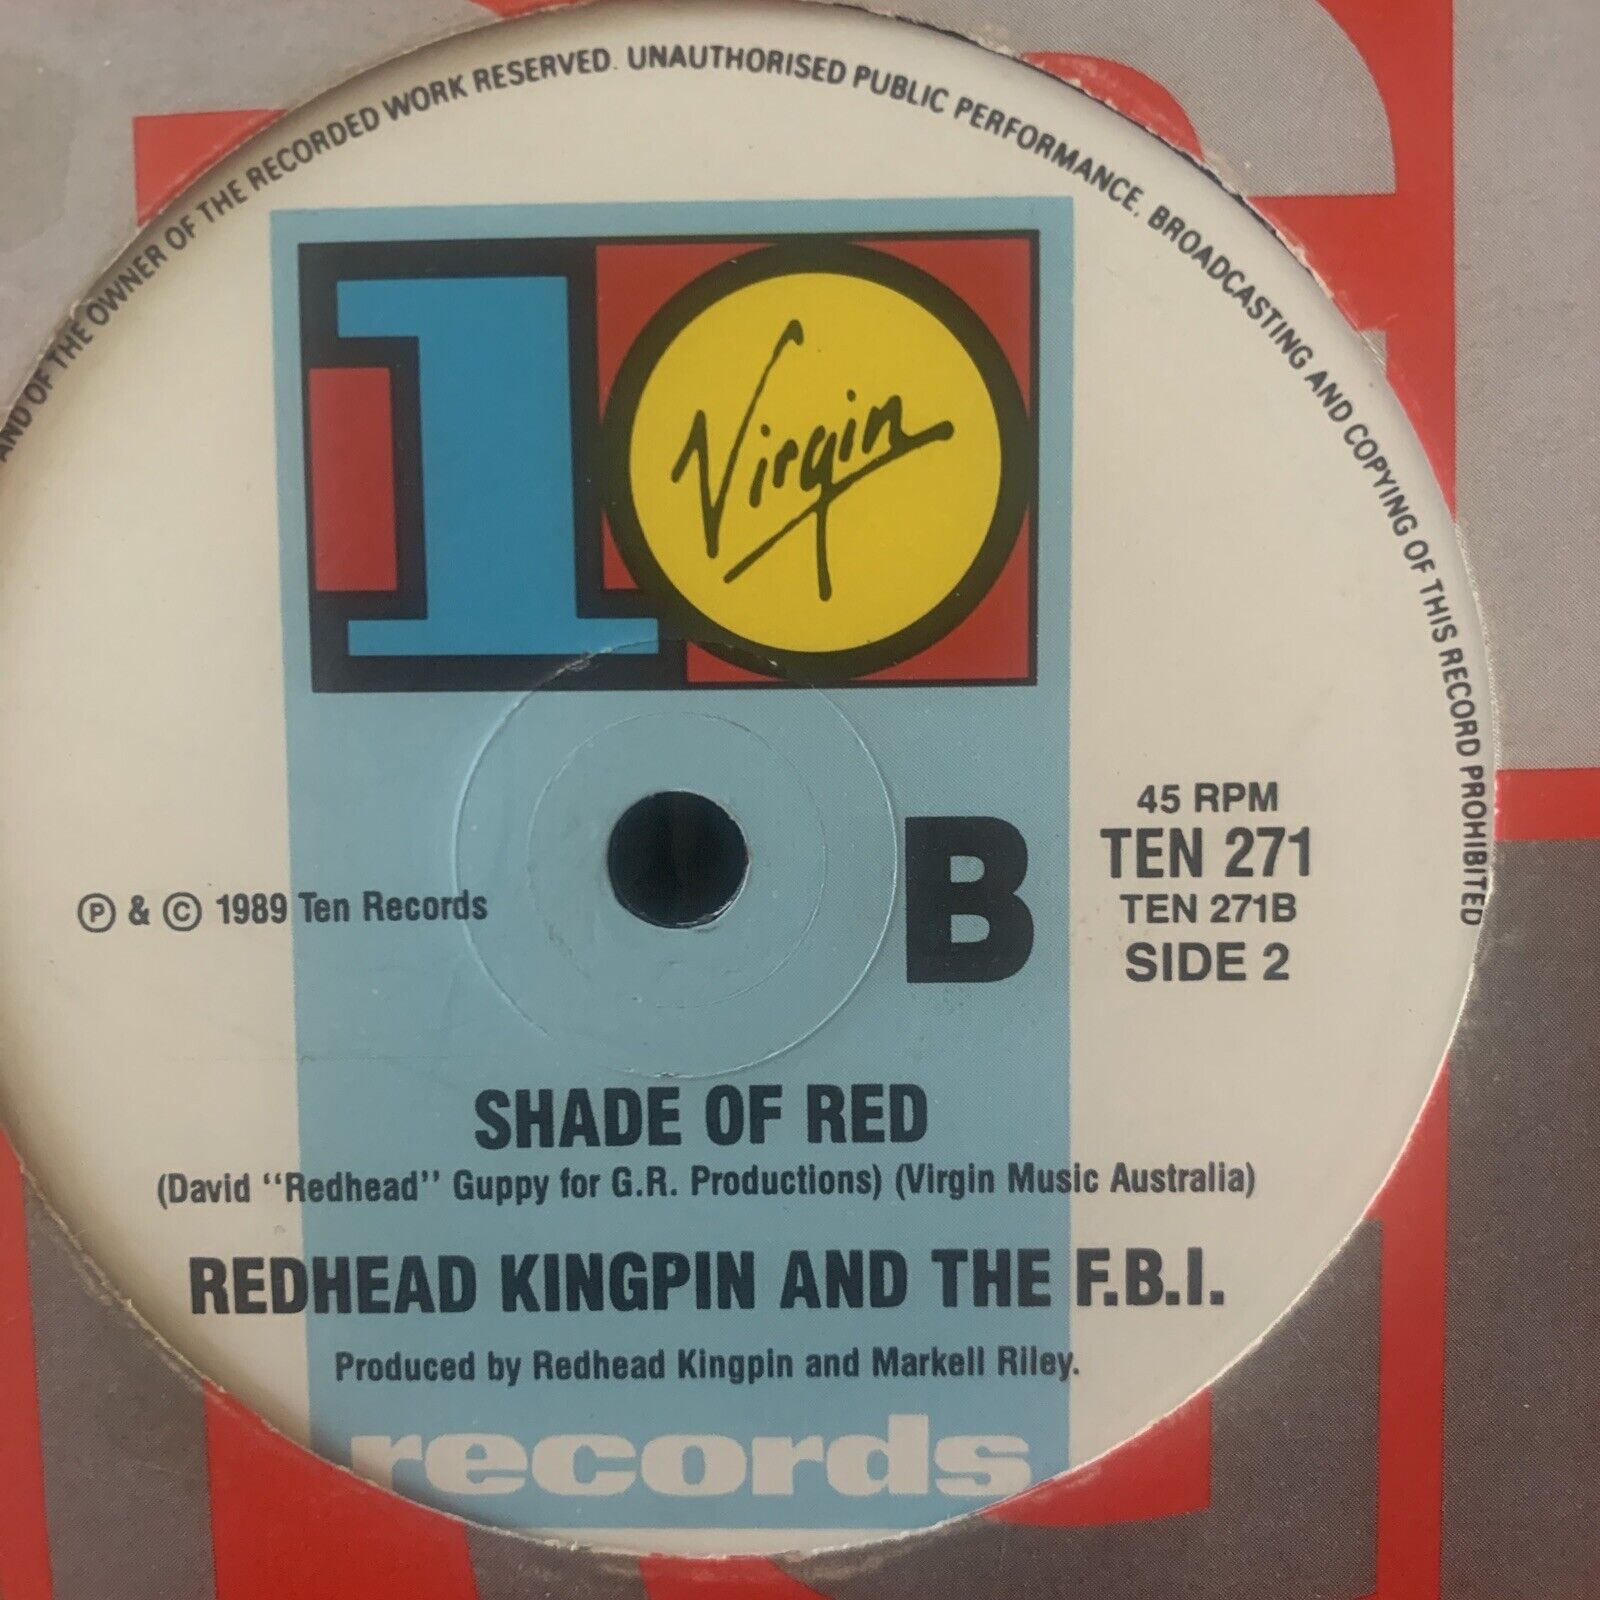 AND OF THE OWNER OF THE RECORDED WORK RESERVED. UNAUTHORISED PUBLIC PERFORMANCE, BROADCASTING AND COPYING OF THIS RECORD PROHIBITED
10
Virgin
45 RPM
TEN 271
TEN 271B
SIDE 2
B
℗ & © 1989 Ten Records
SHADE OF RED
(David "Redhead" Guppy for G.R. Productions) (Virgin Music Australia)
REDHEAD KINGPIN AND THE F.B.I.
Produced by Redhead Kingpin and Markell Riley.
records